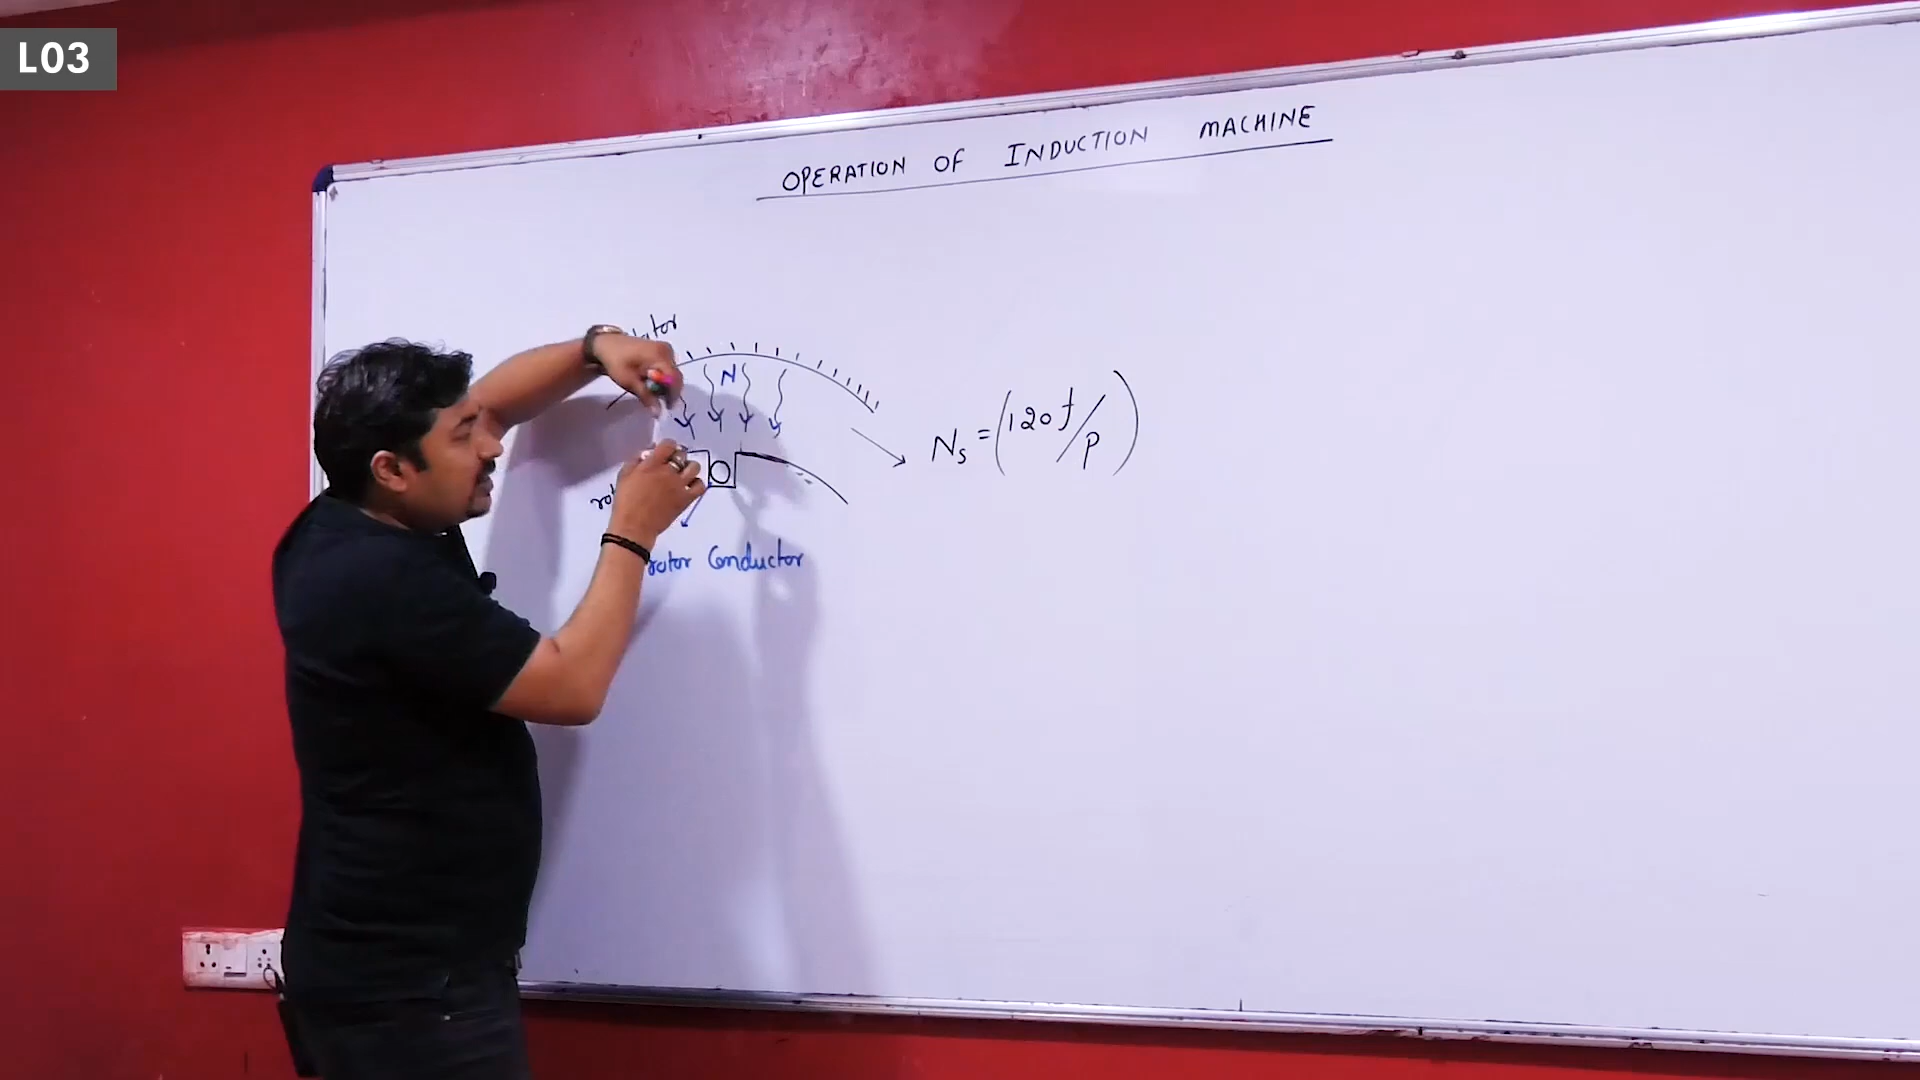 L03
OPERATION OF INDUCTION MACHINE
N
Ns = (120f/P)
rotor Conductor